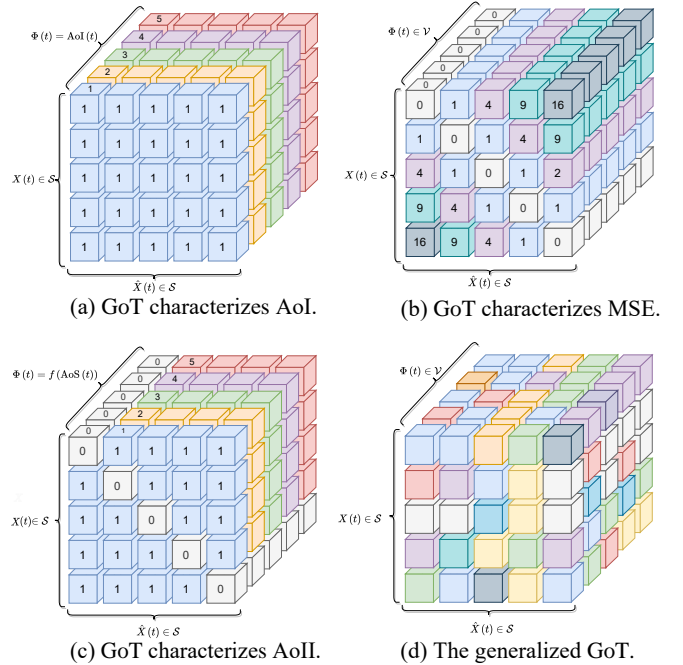 Φ (t) = AoI (t)
5
4
3
2
1
1 1 1 1 1
1 1 1 1 1
1 1 1 1 1
1 1 1 1 1
1 1 1 1 1
X (t) ∈ S
X̂ (t) ∈ S
(a) GoT characterizes AoI.
Φ (t) ∈ V
0
0
0
0
0
0 1 4 9 16
1 0 1 4 9
4 1 0 1 2
9 4 1 0 1
16 9 4 1 0
X (t) ∈ S
X̂ (t) ∈ S
(b) GoT characterizes MSE.
Φ (t) = f (AoS (t))
0 5
0 4
0 3
0 2
0 1
0 1 1 1 1
1 0 1 1 1
1 1 0 1 1
1 1 1 0 1
1 1 1 1 0
X(t) ∈ S
X̂ (t) ∈ S
(c) GoT characterizes AoII.
Φ (t) ∈ V
X (t) ∈ S
X̂ (t) ∈ S
(d) The generalized GoT.